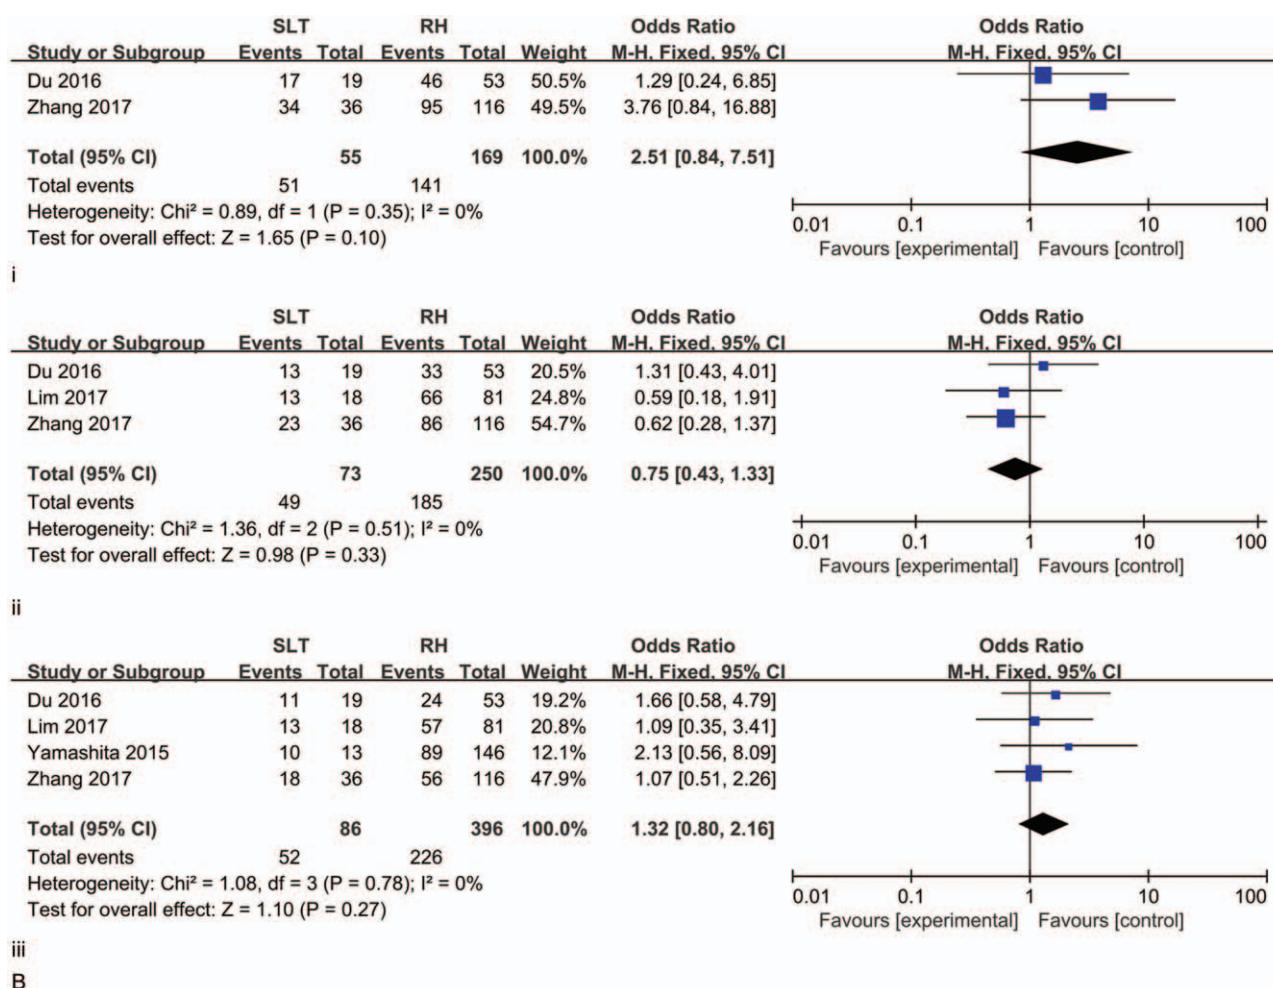 SLT RH Odds Ratio Odds Ratio
Study or Subgroup Events Total Events Total Weight M-H, Fixed, 95% CI M-H, Fixed, 95% CI
Du 2016 17 19 46 53 50.5% 1.29 [0.24, 6.85]
Zhang 2017 34 36 95 116 49.5% 3.76 [0.84, 16.88]
Total (95% CI) 55 169 100.0% 2.51 [0.84, 7.51]
Total events 51 141
Heterogeneity: Chi² = 0.89, df = 1 (P = 0.35); I² = 0%
Test for overall effect: Z = 1.65 (P = 0.10)
0.01 0.1 1 10 100
Favours [experimental] Favours [control]
i
SLT RH Odds Ratio Odds Ratio
Study or Subgroup Events Total Events Total Weight M-H, Fixed, 95% CI M-H, Fixed, 95% CI
Du 2016 13 19 33 53 20.5% 1.31 [0.43, 4.01]
Lim 2017 13 18 66 81 24.8% 0.59 [0.18, 1.91]
Zhang 2017 23 36 86 116 54.7% 0.62 [0.28, 1.37]
Total (95% CI) 73 250 100.0% 0.75 [0.43, 1.33]
Total events 49 185
Heterogeneity: Chi² = 1.36, df = 2 (P = 0.51); I² = 0%
Test for overall effect: Z = 0.98 (P = 0.33)
0.01 0.1 1 10 100
Favours [experimental] Favours [control]
ii
SLT RH Odds Ratio Odds Ratio
Study or Subgroup Events Total Events Total Weight M-H, Fixed, 95% CI M-H, Fixed, 95% CI
Du 2016 11 19 24 53 19.2% 1.66 [0.58, 4.79]
Lim 2017 13 18 57 81 20.8% 1.09 [0.35, 3.41]
Yamashita 2015 10 13 89 146 12.1% 2.13 [0.56, 8.09]
Zhang 2017 18 36 56 116 47.9% 1.07 [0.51, 2.26]
Total (95% CI) 86 396 100.0% 1.32 [0.80, 2.16]
Total events 52 226
Heterogeneity: Chi² = 1.08, df = 3 (P = 0.78); I² = 0%
Test for overall effect: Z = 1.10 (P = 0.27)
0.01 0.1 1 10 100
Favours [experimental] Favours [control]
iii
B